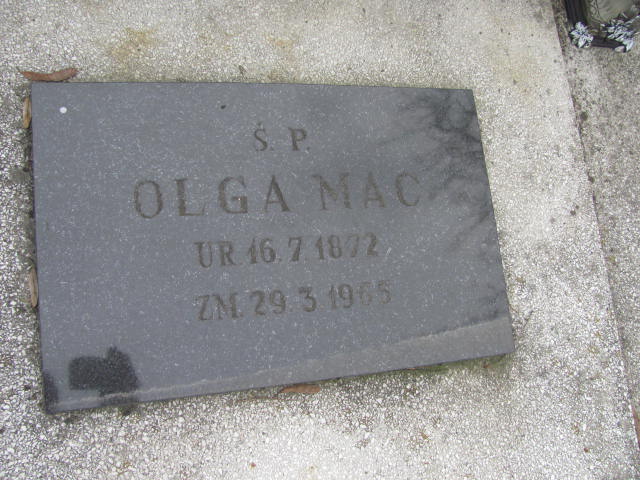 Ś. P.
OLGA MAC
UR. 16. 7. 1872
ZM. 29. 3. 1965